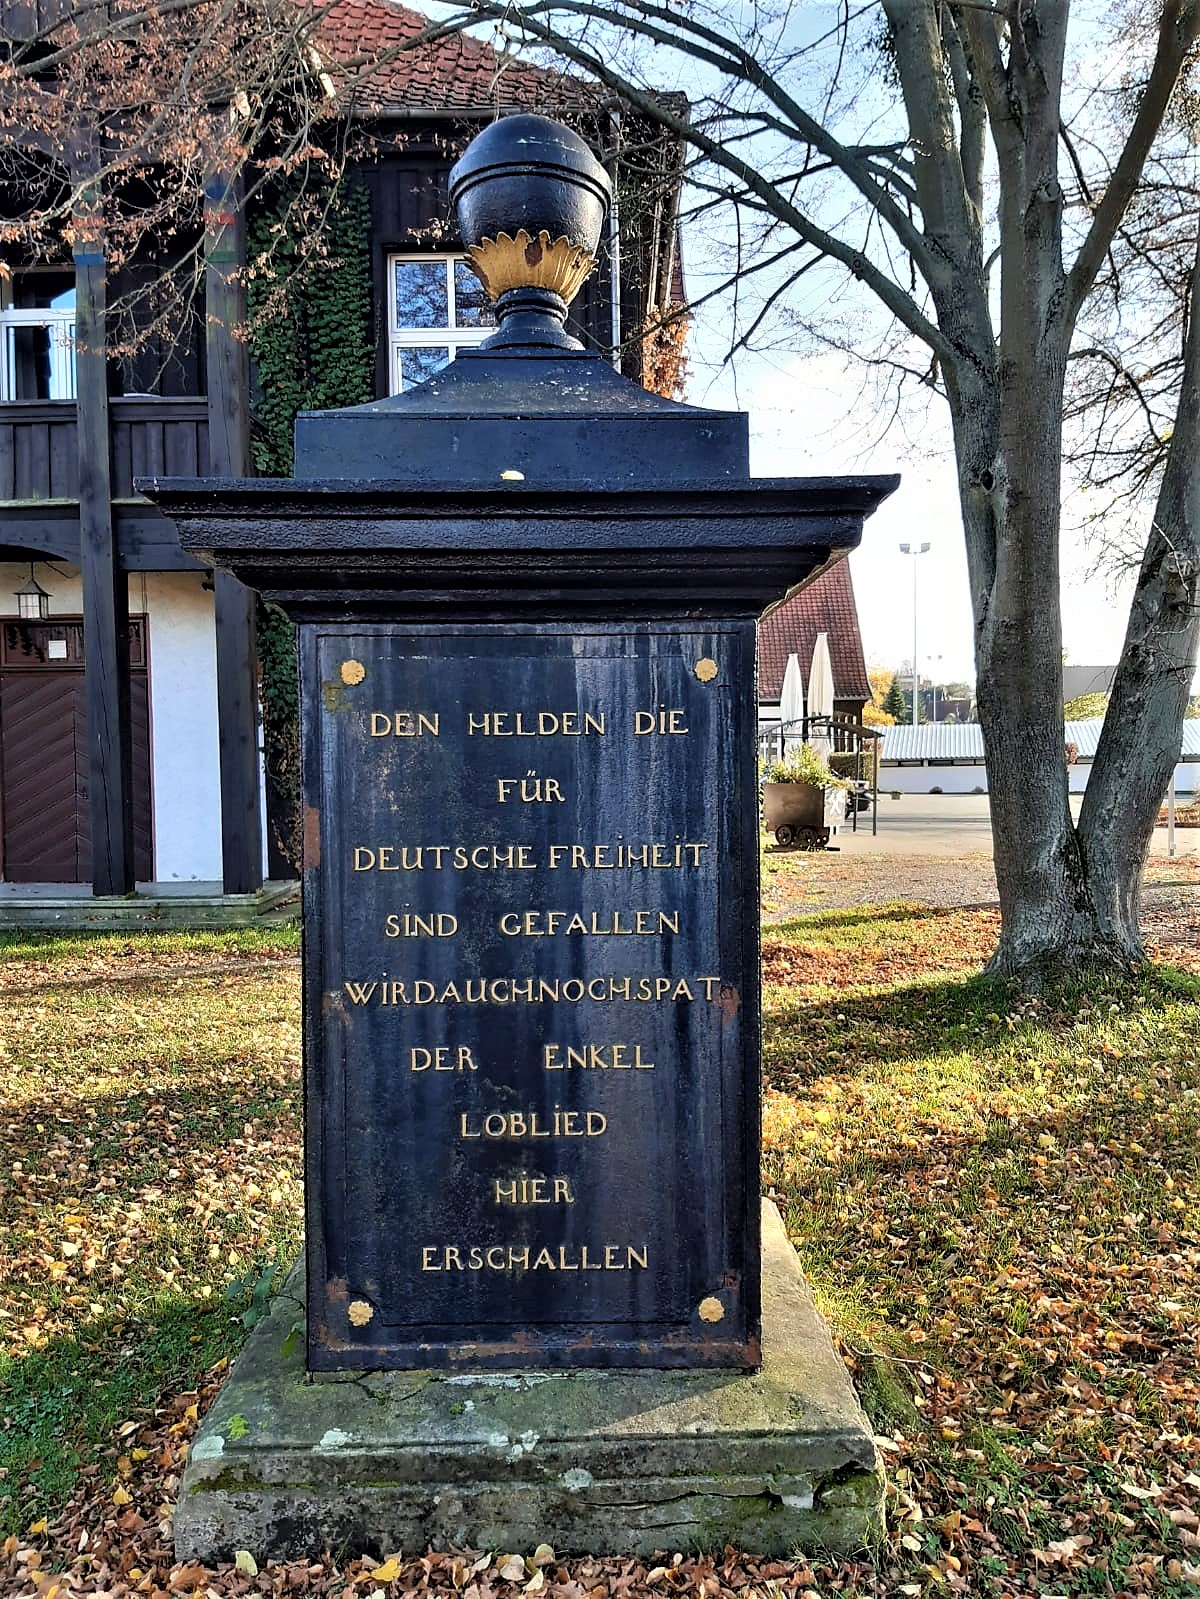 DEN HELDEN DiE
FÜR
DEUTSCHE FREiHEiT
SiND GEFALLEN
WiRD.AUCH.NOCH.SPAT
DER ENKEL
LOBLiED
HiER
ERSCHALLEN